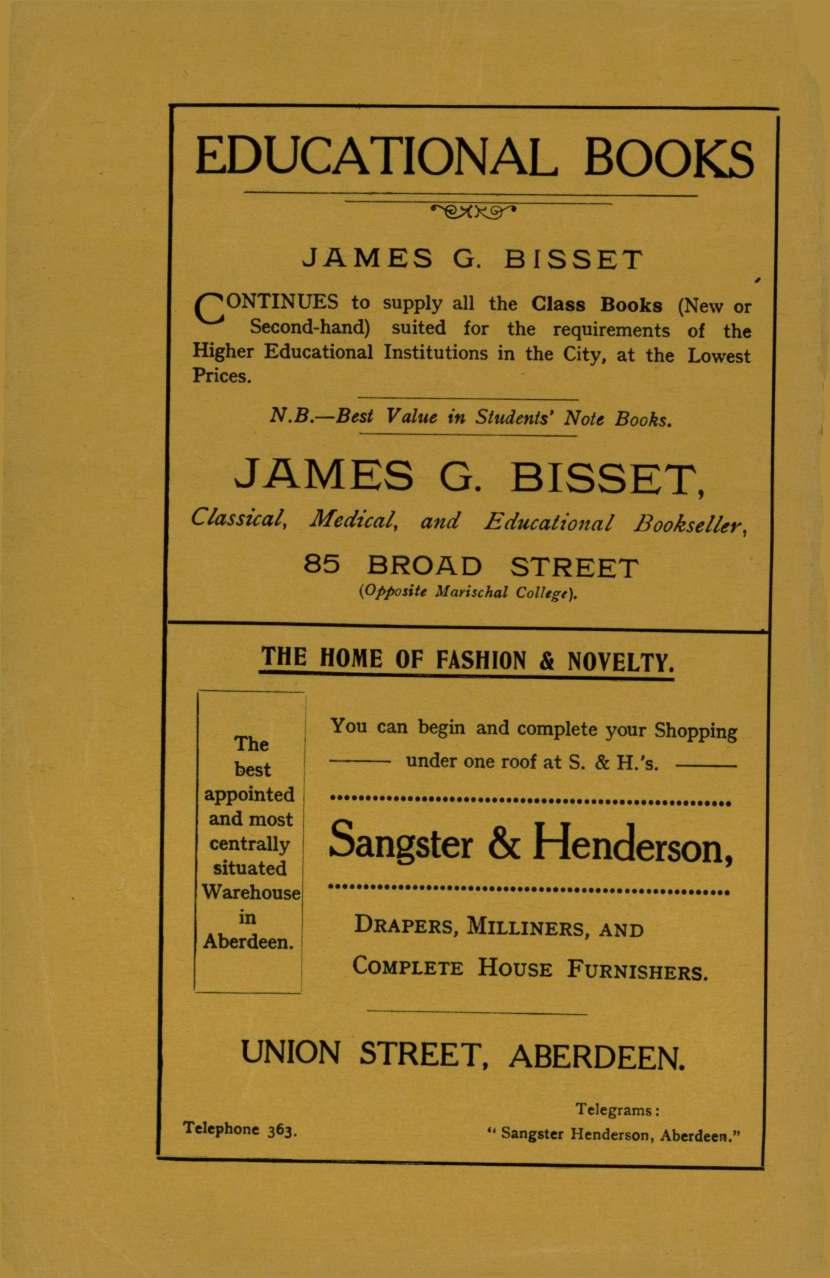 EDUCATIONAL BOOKS
JAMES G. BISSET
CONTINUES to supply all the Class Books (New or
Second-hand) suited for the requirements of the
Higher Educational Institutions in the City, at the Lowest
Prices.
N.B.—Best Value in Students' Note Books.
JAMES G. BISSET,
Classical, Medical, and Educational Bookseller,
85 BROAD STREET
(Opposite Marischal College).
THE HOME OF FASHION & NOVELTY.
The
best
appointed
and most
centrally
situated
Warehouse
in
Aberdeen.
You can begin and complete your Shopping
under one roof at S. & H.'s.
Sangster & Henderson,
DRAPERS, MILLINERS, AND
COMPLETE HOUSE FURNISHERS.
UNION STREET, ABERDEEN.
Telephone 363.
Telegrams:
"Sangster Henderson, Aberdeen."